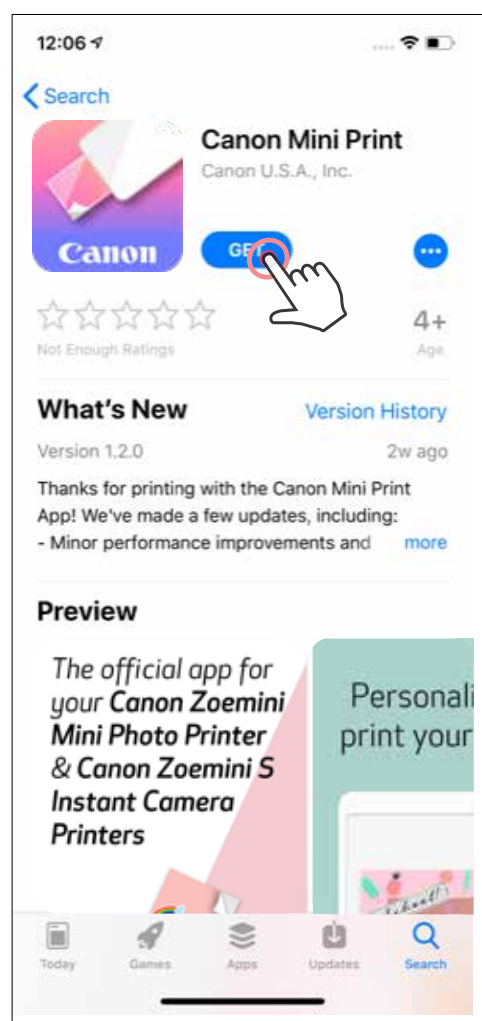 12:06
Search
Canon Mini Print
Canon U.S.A., Inc.
Canon
GET
Not Enough Ratings
4+
Age
What's New
Version History
Version 1.2.0
2w ago
Thanks for printing with the Canon Mini Print
App! We've made a few updates, including:
- Minor performance improvements and more
Preview
The official app for
your Canon Zoemini
Mini Photo Printer
& Canon Zoemini S
Instant Camera
Printers
Personali
print your
Today
Games
Apps
Updates
Search